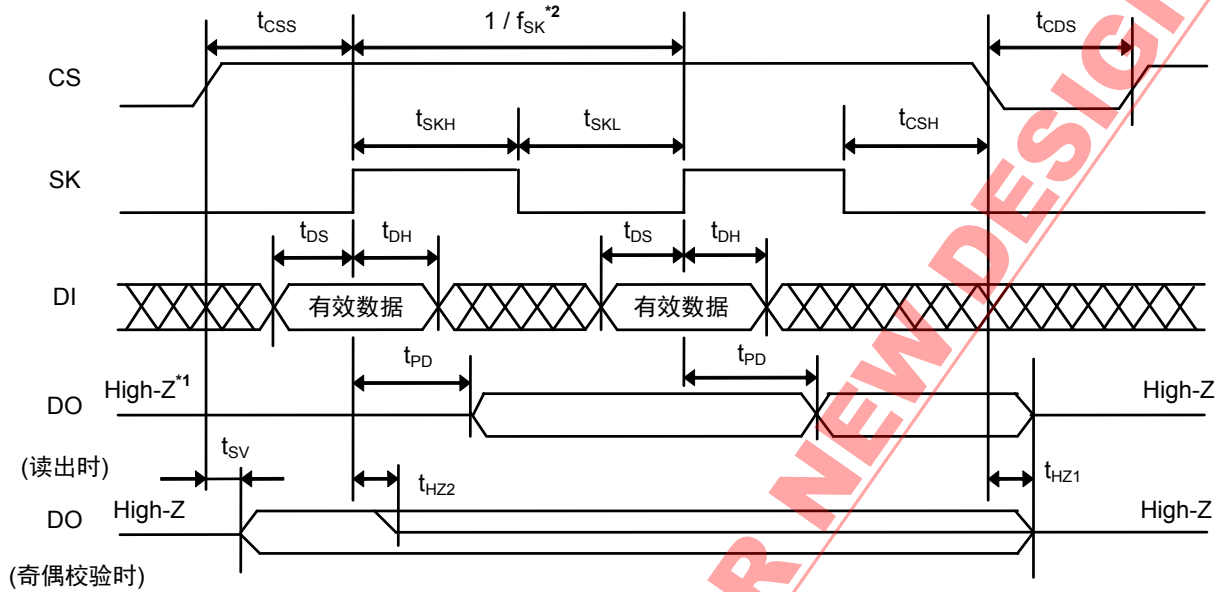 tCSS 1 / fSK*2 tCDS
CS
tSKH tSKL tCSH
SK
tDS tDH tDS tDH
DI 有效数据 有效数据
tPD tPD
DO High-Z*1 High-Z
(读出时) tSV tHZ2 tHZ1
DO High-Z High-Z
(奇偶校验时)
R NEW DESIG